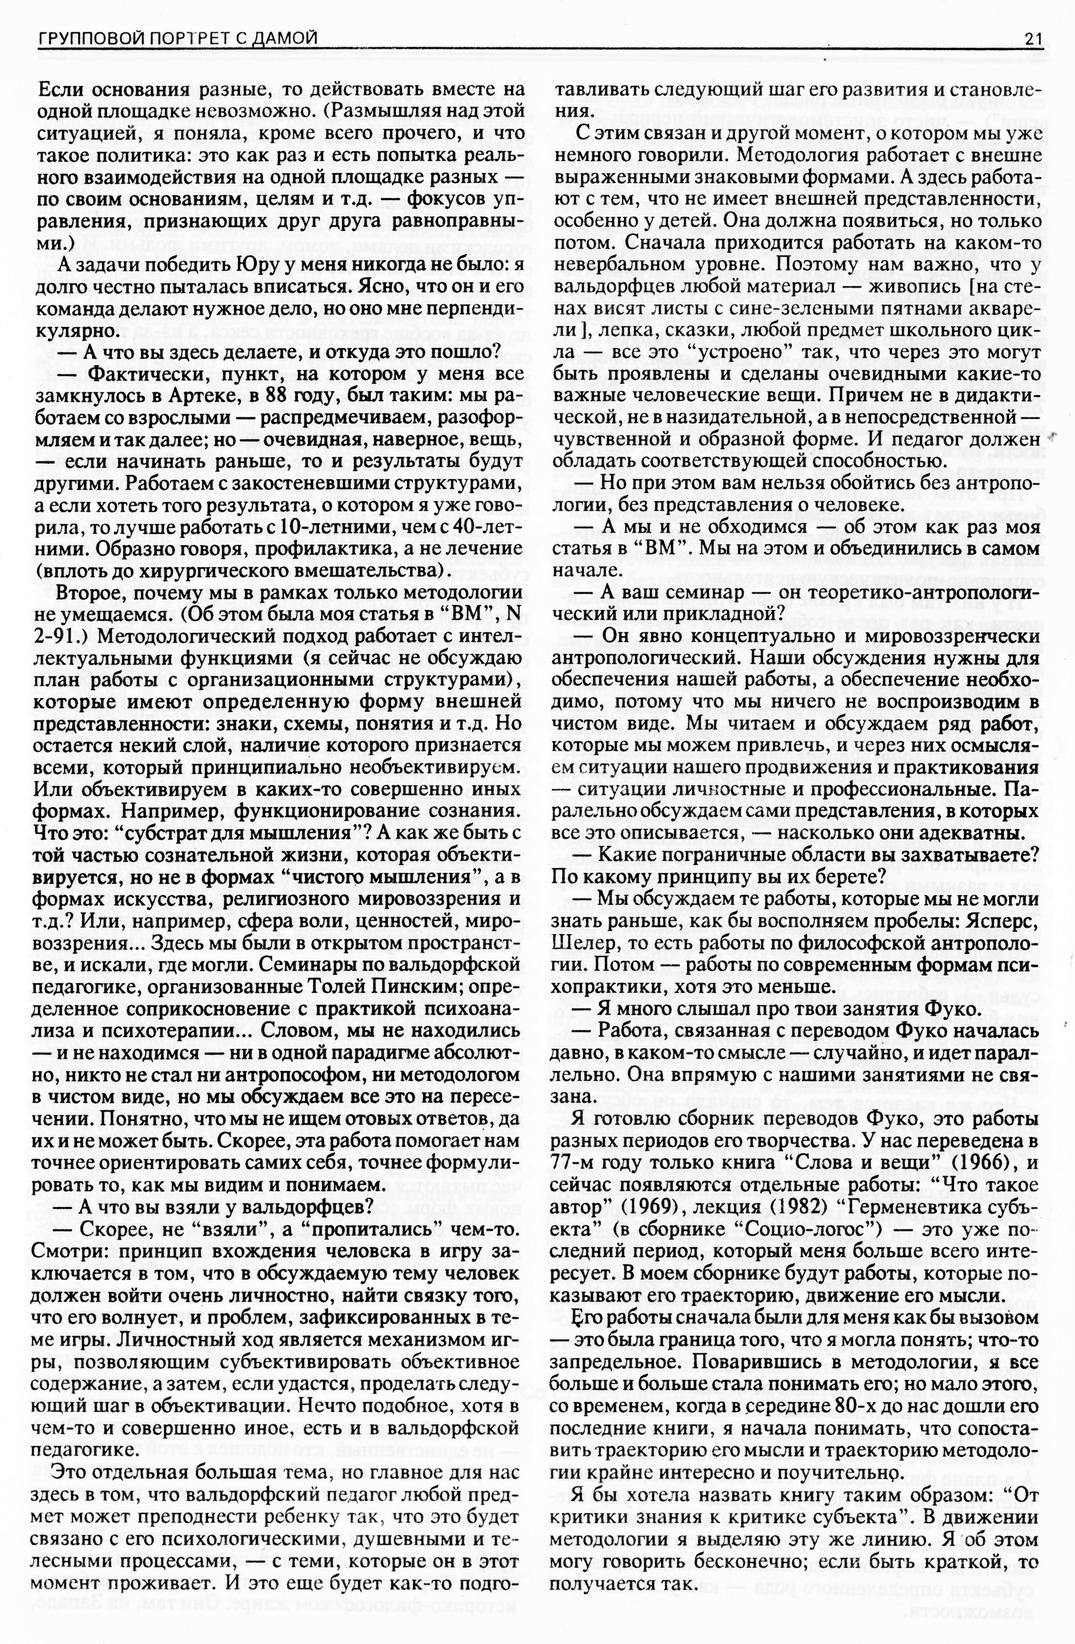 ГРУППОВОЙ ПОРТРЕТ С ДАМОЙ
21
Если основания разные, то действовать вместе на
одной площадке невозможно. (Размышляя над этой
ситуацией, я поняла, кроме всего прочего, и что
такое политика: это как раз и есть попытка реаль-
ного взаимодействия на одной площадке разных —
по своим основаниям, целям и т.д. — фокусов уп-
равления, признающих друг друга равноправны-
ми.)
А задачи победить Юру у меня никогда не было: я
долго честно пыталась вписаться. Ясно, что он и его
команда делают нужное дело, но оно мне перпенди-
кулярно.
— А что вы здесь делаете, и откуда это пошло?
— Фактически, пункт, на котором у меня все
замкнулось в Артеке, в 88 году, был таким: мы ра-
ботаем со взрослыми — распредмечиваем, разофор-
мляем и так далее; но — очевидная, наверное, вещь,
— если начинать раньше, то и результаты будут
другими. Работаем с закостеневшими структурами,
а если хотеть того результата, о котором я уже гово-
рила, то лучше работать с 10-летними, чем с 40-лет-
ними. Образно говоря, профилактика, а не лечение
(вплоть до хирургического вмешательства).
Второе, почему мы в рамках только методологии
не умещаемся. (Об этом была моя статья в “ВМ”, N
2-91.) Методологический подход работает с интел-
лектуальными функциями (я сейчас не обсуждаю
план работы с организационными структурами),
которые имеют определенную форму внешней
представленности: знаки, схемы, понятия и т.д. Но
остается некий слой, наличие которого признается
всеми, который принципиально необъективируем.
Или объективируем в каких-то совершенно иных
формах. Например, функционирование сознания.
Что это: “субстрат для мышления”? А как же быть с
той частью сознательной жизни, которая объекти-
вируется, но не в формах “чистого мышления”, а в
формах искусства, религиозного мировоззрения и
т.д.? Или, например, сфера воли, ценностей, миро-
воззрения... Здесь мы были в открытом пространст-
ве, и искали, где могли. Семинары по вальдорфской
педагогике, организованные Толей Пинским; опре-
деленное соприкосновение с практикой психоана-
лиза и психотерапии... Словом, мы не находились
— и не находимся — ни в одной парадигме абсолют-
но, никто не стал ни антропософом, ни методологом
в чистом виде, но мы обсуждаем все это на пересе-
чении. Понятно, что мы не ищем отовых ответов, да
их и не может быть. Скорее, эта работа помогает нам
точнее ориентировать самих себя, точнее формули-
ровать то, как мы видим и понимаем.
— А что вы взяли у вальдорфцев?
— Скорее, не “взяли”, а “пропитались” чем-то.
Смотри: принцип вхождения человека в игру за-
ключается в том, что в обсуждаемую тему человек
должен войти очень личностно, найти связку того,
что его волнует, и проблем, зафиксированных в те-
ме игры. Личностный ход является механизмом иг-
ры, позволяющим субъективировать объективное
содержание, а затем, если удастся, проделать следу-
ющий шаг в объективации. Нечто подобное, хотя в
чем-то и совершенно иное, есть и в вальдорфской
педагогике.
Это отдельная большая тема, но главное для нас
здесь в том, что вальдорфский педагог любой пред-
мет может преподнести ребенку так, что это будет
связано с его психологическими, душевными и те-
лесными процессами, — с теми, которые он в этот
момент проживает. И это еще будет как-то подго-
тавливать следующий шаг его развития и становле-
ния.
С этим связан и другой момент, о котором мы уже
немного говорили. Методология работает с внешне
выраженными знаковыми формами. А здесь работа-
ют с тем, что не имеет внешней представленности,
особенно у детей. Она должна появиться, но только
потом. Сначала приходится работать на каком-то
невербальном уровне. Поэтому нам важно, что у
вальдорфцев любой материал — живопись [на сте-
нах висят листы с сине-зелеными пятнами акваре-
ли ], лепка, сказки, любой предмет школьного цик-
ла — все это “устроено” так, что через это могут
быть проявлены и сделаны очевидными какие-то
важные человеческие вещи. Причем не в дидакти-
ческой, не в назидательной, а в непосредственной —
чувственной и образной форме. И педагог должен
обладать соответствующей способностью.
— Но при этом вам нельзя обойтись без антропо-
логии, без представления о человеке.
— А мы и не обходимся — об этом как раз моя
статья в “ВМ”. Мы на этом и объединились в самом
начале.
— А ваш семинар — он теоретико-антропологи-
ческий или прикладной?
— Он явно концептуально и мировоззренчески
антропологический. Наши обсуждения нужны для
обеспечения нашей работы, а обеспечение необхо-
димо, потому что мы ничего не воспроизводим в
чистом виде. Мы читаем и обсуждаем ряд работ,
которые мы можем привлечь, и через них осмысля-
ем ситуации нашего продвижения и практикования
— ситуации личностные и профессиональные. Па-
ралельно обсуждаем сами представления, в которых
все это описывается, — насколько они адекватны.
— Какие пограничные области вы захватываете?
По какому принципу вы их берете?
— Мы обсуждаем те работы, которые мы не могли
знать раньше, как бы восполняем пробелы: Ясперс,
Шелер, то есть работы по философской антрополо-
гии. Потом — работы по современным формам пси-
хопрактики, хотя это меньше.
— Я много слышал про твои занятия Фуко.
— Работа, связанная с переводом Фуко началась
давно, в каком-то смысле — случайно, и идет парал-
лельно. Она впрямую с нашими занятиями не свя-
зана.
Я готовлю сборник переводов Фуко, это работы
разных периодов его творчества. У нас переведена в
77-м году только книга “Слова и вещи” (1966), и
сейчас появляются отдельные работы: “Что такое
автор” (1969), лекция (1982) “Герменевтика субъ-
екта” (в сборнике “Социо-логос”) — это уже по-
следний период, который меня больше всего инте-
ресует. В моем сборнике будут работы, которые по-
казывают его траекторию, движение его мысли.
Его работы сначала были для меня как бы вызовом
— это была граница того, что я могла понять; что-то
запредельное. Поварившись в методологии, я все
больше и больше стала понимать его; но мало этого,
со временем, когда в середине 80-х до нас дошли его
последние книги, я начала понимать, что сопоста-
вить траекторию его мысли и траекторию методоло-
гии крайне интересно и поучительно.
Я бы хотела назвать книгу таким образом: “От
критики знания к критике субъекта”. В движении
методологии я выделяю эту же линию. Я об этом
могу говорить бесконечно; если быть краткой, то
получается так.